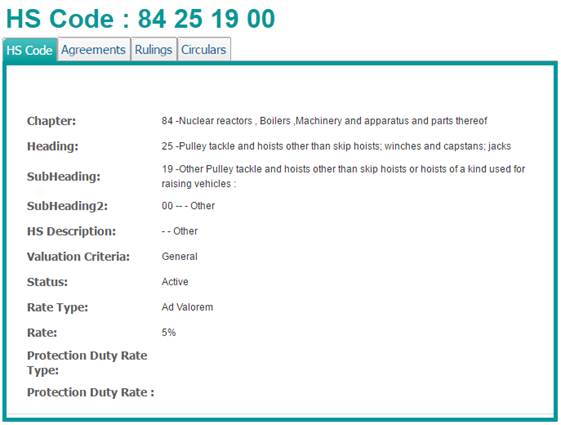 HS Code : 84 25 19 00
HS Code Agreements Rulings Circulars
Chapter: 84 -Nuclear reactors , Boilers ,Machinery and apparatus and parts thereof
Heading: 25 -Pulley tackle and hoists other than skip hoists; winches and capstans; jacks
SubHeading: 19 -Other Pulley tackle and hoists other than skip hoists or hoists of a kind used for
raising vehicles :
SubHeading2: 00 -- - Other
HS Description: - - Other
Valuation Criteria: General
Status: Active
Rate Type: Ad Valorem
Rate: 5%
Protection Duty Rate
Type:
Protection Duty Rate :